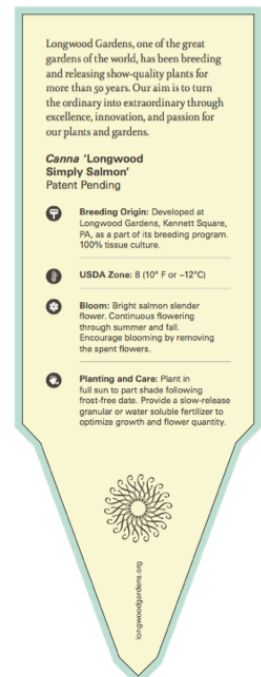 Longwood Gardens, one of the great
gardens of the world, has been breeding
and releasing show-quality plants for
more than 50 years. Our aim is to turn
the ordinary into extraordinary through
excellence, innovation, and passion for
our plants and gardens.
Canna ‘Longwood
Simply Salmon’
Patent Pending
Breeding Origin: Developed at
Longwood Gardens, Kennett Square,
PA, as a part of its breeding program.
100% tissue culture.
USDA Zone: 8 (10° F or –12°C)
Bloom: Bright salmon slender
flower. Continuous flowering
through summer and fall.
Encourage blooming by removing
the spent flowers.
Planting and Care: Plant in
full sun to part shade following
frost-free date. Provide a slow-release
granular or water soluble fertilizer to
optimize growth and flower quantity.
longwoodgardens.org